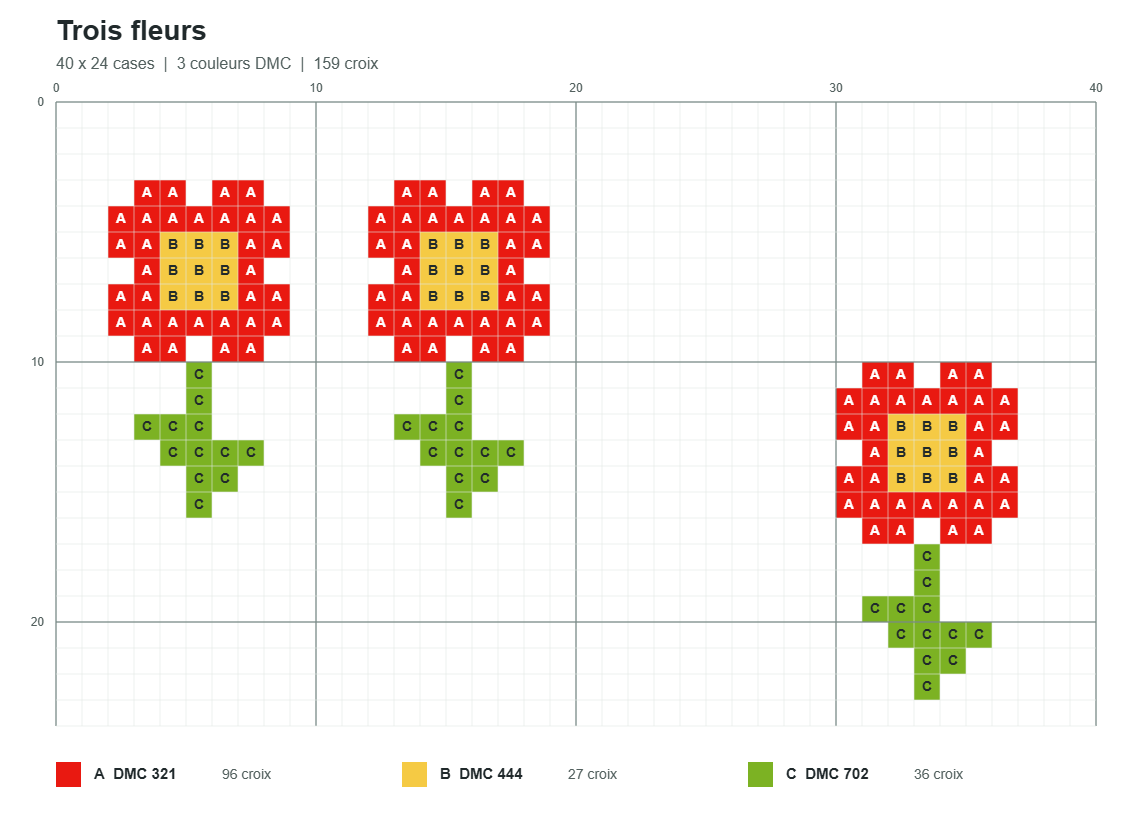 Trois fleurs
40 x 24 cases | 3 couleurs DMC | 159 croix
0 10 20 30 40
0
A A A A A A A A
A A A A A A A A A A A A A A
A A B B B A A A A B B B A A
A B B B A A B B B A
A A B B B A A A A B B B A A
A A A A A A A A A A A A A A
A A A A A A A A
10
C C A A A A
C C A A A A A A A
C C C C C C A A B B B A A
C C C C C C C C A B B B A
C C C C A A B B B A A
C C A A A A A A A
A A A A
C
C
C C C
20
C C C C
C C
C
A DMC 321 96 croix B DMC 444 27 croix C DMC 702 36 croix